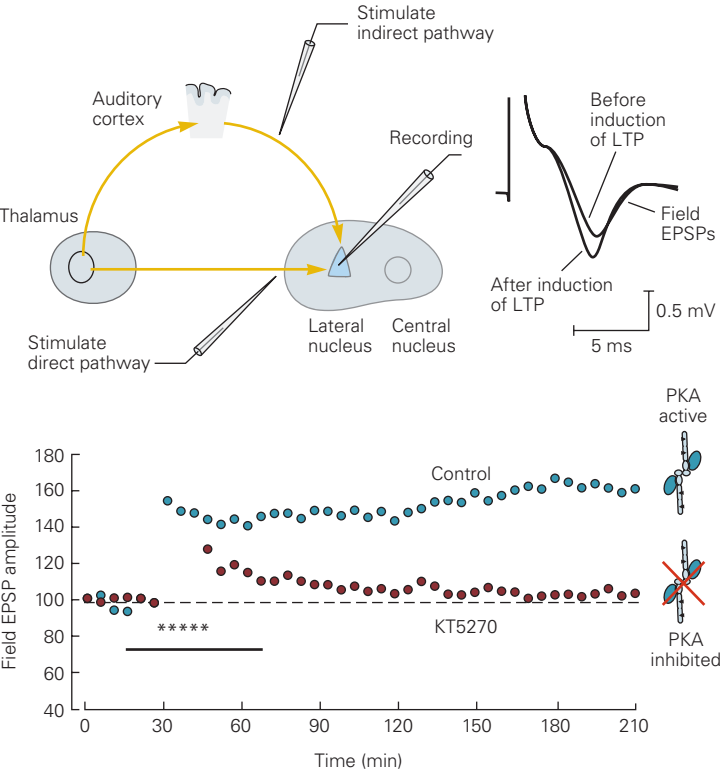 Stimulate
indirect pathway
Auditory
cortex
Recording
Thalamus
Lateral
nucleus
Central
nucleus
Stimulate
direct pathway
Before
induction
of LTP
Field
EPSPs
After induction
of LTP
0.5 mV
5 ms
PKA
active
180
160
140
120
100
80
60
40
Field EPSP amplitude
Control
*****
KT5270
PKA
inhibited
0
30
60
90
120
150
180
210
Time (min)